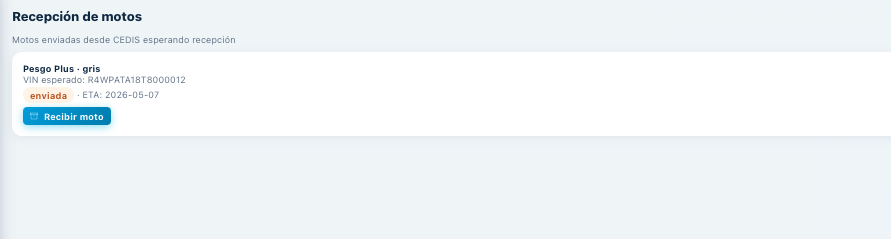 Recepción de motos
Motos enviadas desde CEDIS esperando recepción
Pesgo Plus · gris
VIN esperado: R4WPATA18T8000012
enviada · ETA: 2026-05-07
Recibir moto